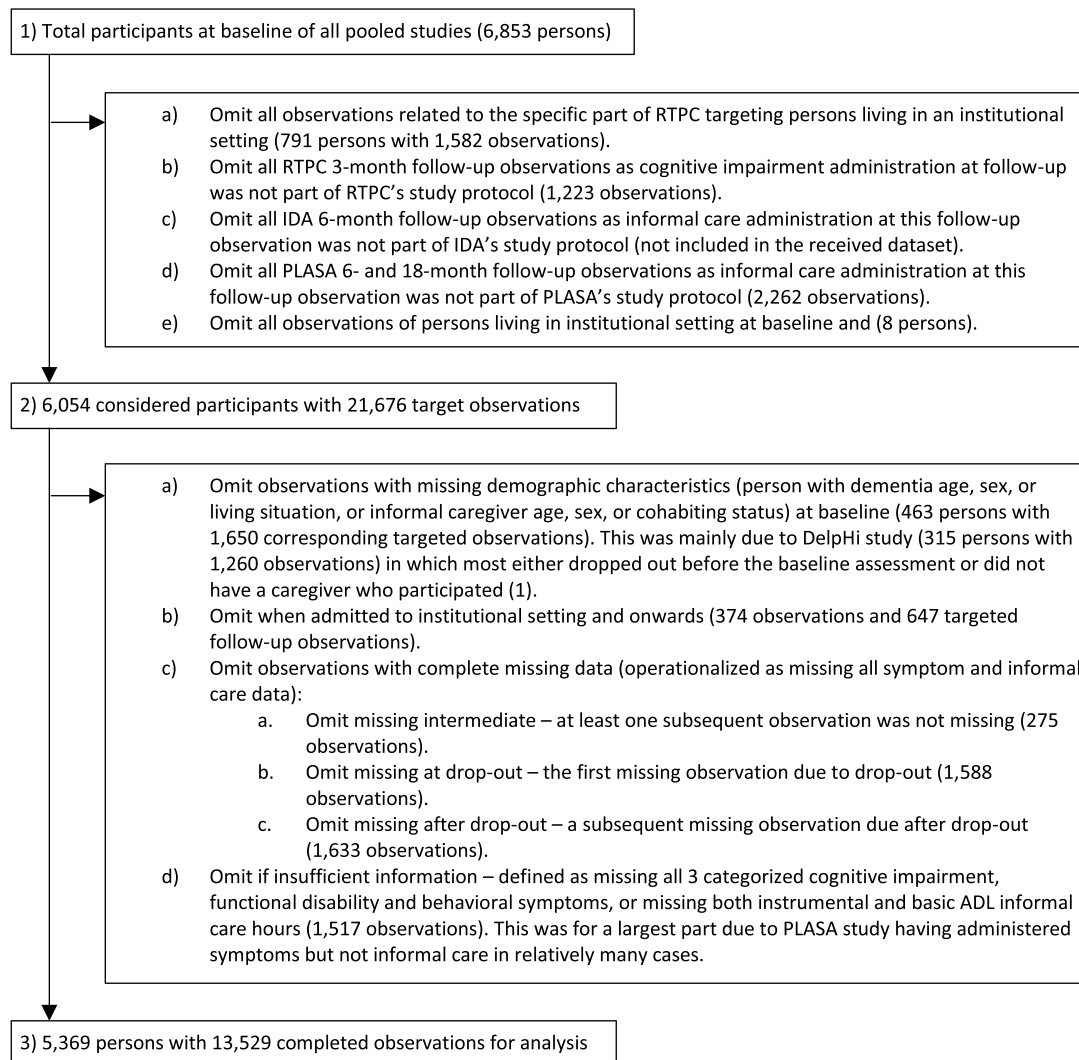 1) Total participants at baseline of all pooled studies (6,853 persons)
a) Omit all observations related to the specific part of RTPC targeting persons living in an institutional
setting (791 persons with 1,582 observations).
b) Omit all RTPC 3-month follow-up observations as cognitive impairment administration at follow-up
was not part of RTPC's study protocol (1,223 observations).
c) Omit all IDA 6-month follow-up observations as informal care administration at this follow-up
observation was not part of IDA's study protocol (not included in the received dataset).
d) Omit all PLASA 6- and 18-month follow-up observations as informal care administration at this
follow-up observation was not part of PLASA's study protocol (2,262 observations).
e) Omit all observations of persons living in institutional setting at baseline and (8 persons).
2) 6,054 considered participants with 21,676 target observations
a) Omit observations with missing demographic characteristics (person with dementia age, sex, or
living situation, or informal caregiver age, sex, or cohabiting status) at baseline (463 persons with
1,650 corresponding targeted observations). This was mainly due to DelpHi study (315 persons with
1,260 observations) in which most either dropped out before the baseline assessment or did not
have a caregiver who participated (1).
b) Omit when admitted to institutional setting and onwards (374 observations and 647 targeted
follow-up observations).
c) Omit observations with complete missing data (operationalized as missing all symptom and informal
care data):
a. Omit missing intermediate – at least one subsequent observation was not missing (275
observations).
b. Omit missing at drop-out – the first missing observation due to drop-out (1,588
observations).
c. Omit missing after drop-out – a subsequent missing observation due after drop-out
(1,633 observations).
d) Omit if insufficient information – defined as missing all 3 categorized cognitive impairment,
functional disability and behavioral symptoms, or missing both instrumental and basic ADL informal
care hours (1,517 observations). This was for a largest part due to PLASA study having administered
symptoms but not informal care in relatively many cases.
3) 5,369 persons with 13,529 completed observations for analysis